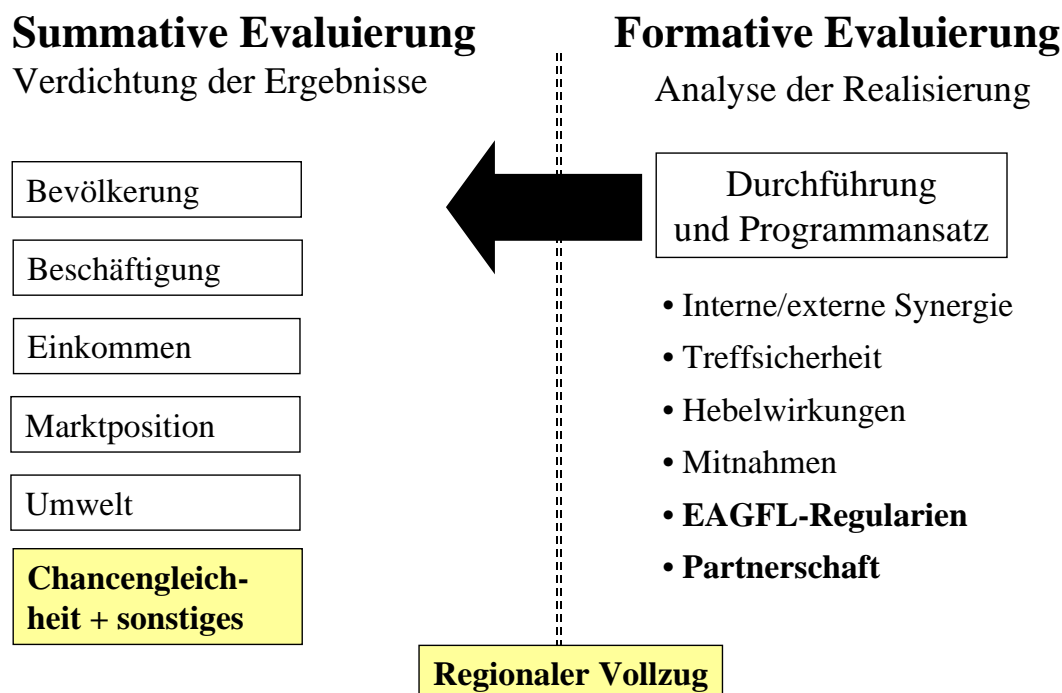 Summative Evaluierung
Verdichtung der Ergebnisse
Bevölkerung
Beschäftigung
Einkommen
Marktposition
Umwelt
Chancengleich-
heit + sonstiges
Formative Evaluierung
Analyse der Realisierung
Durchführung
und Programmansatz
• Interne/externe Synergie
• Treffsicherheit
• Hebelwirkungen
• Mitnahmen
• EAGFL-Regularien
• Partnerschaft
Regionaler Vollzug